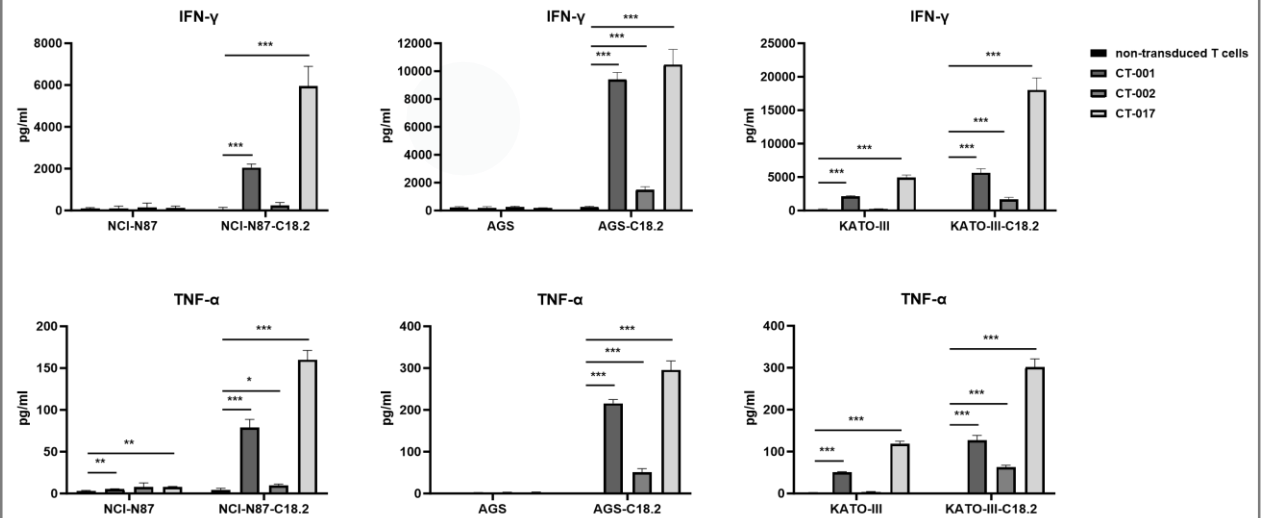 IFN-γ
8000
6000
4000
2000
0
pg/ml
***
***
NCI-N87
NCI-N87-C18.2
IFN-γ
12000
10000
8000
6000
4000
2000
0
pg/ml
***
***
***
AGS
AGS-C18.2
IFN-γ
25000
20000
15000
10000
5000
0
pg/ml
***
***
***
***
***
KATO-III
KATO-III-C18.2
non-transduced T cells
CT-001
CT-002
CT-017
TNF-α
200
150
100
50
0
pg/ml
**
**
***
*
***
NCI-N87
NCI-N87-C18.2
TNF-α
400
300
200
100
0
pg/ml
***
***
***
AGS
AGS-C18.2
TNF-α
400
300
200
100
0
pg/ml
***
***
***
***
***
KATO-III
KATO-III-C18.2